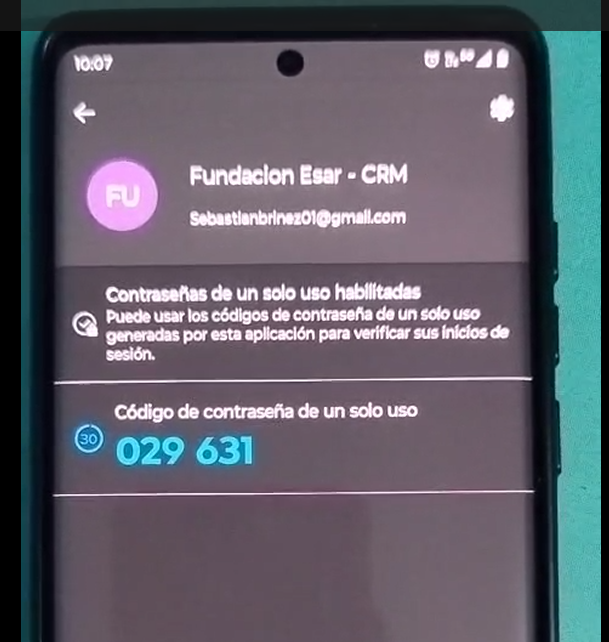 10:07
FU
Fundacion Esar - CRM
Sebastianbrinez01@gmail.com
Contraseñas de un solo uso habilitadas
Puede usar los códigos de contraseña de un solo uso
generadas por esta aplicación para verificar sus inicios de
sesión.
Código de contraseña de un solo uso
30
029 631